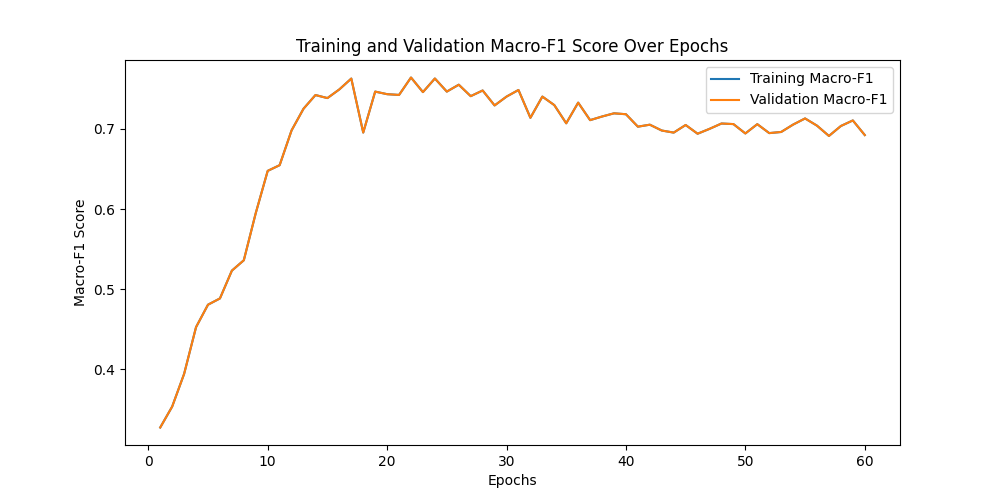 Training and Validation Macro-F1 Score Over Epochs
Training Macro-F1
Validation Macro-F1
Macro-F1 Score
0.7
0.6
0.5
0.4
0 10 20 30 40 50 60
Epochs